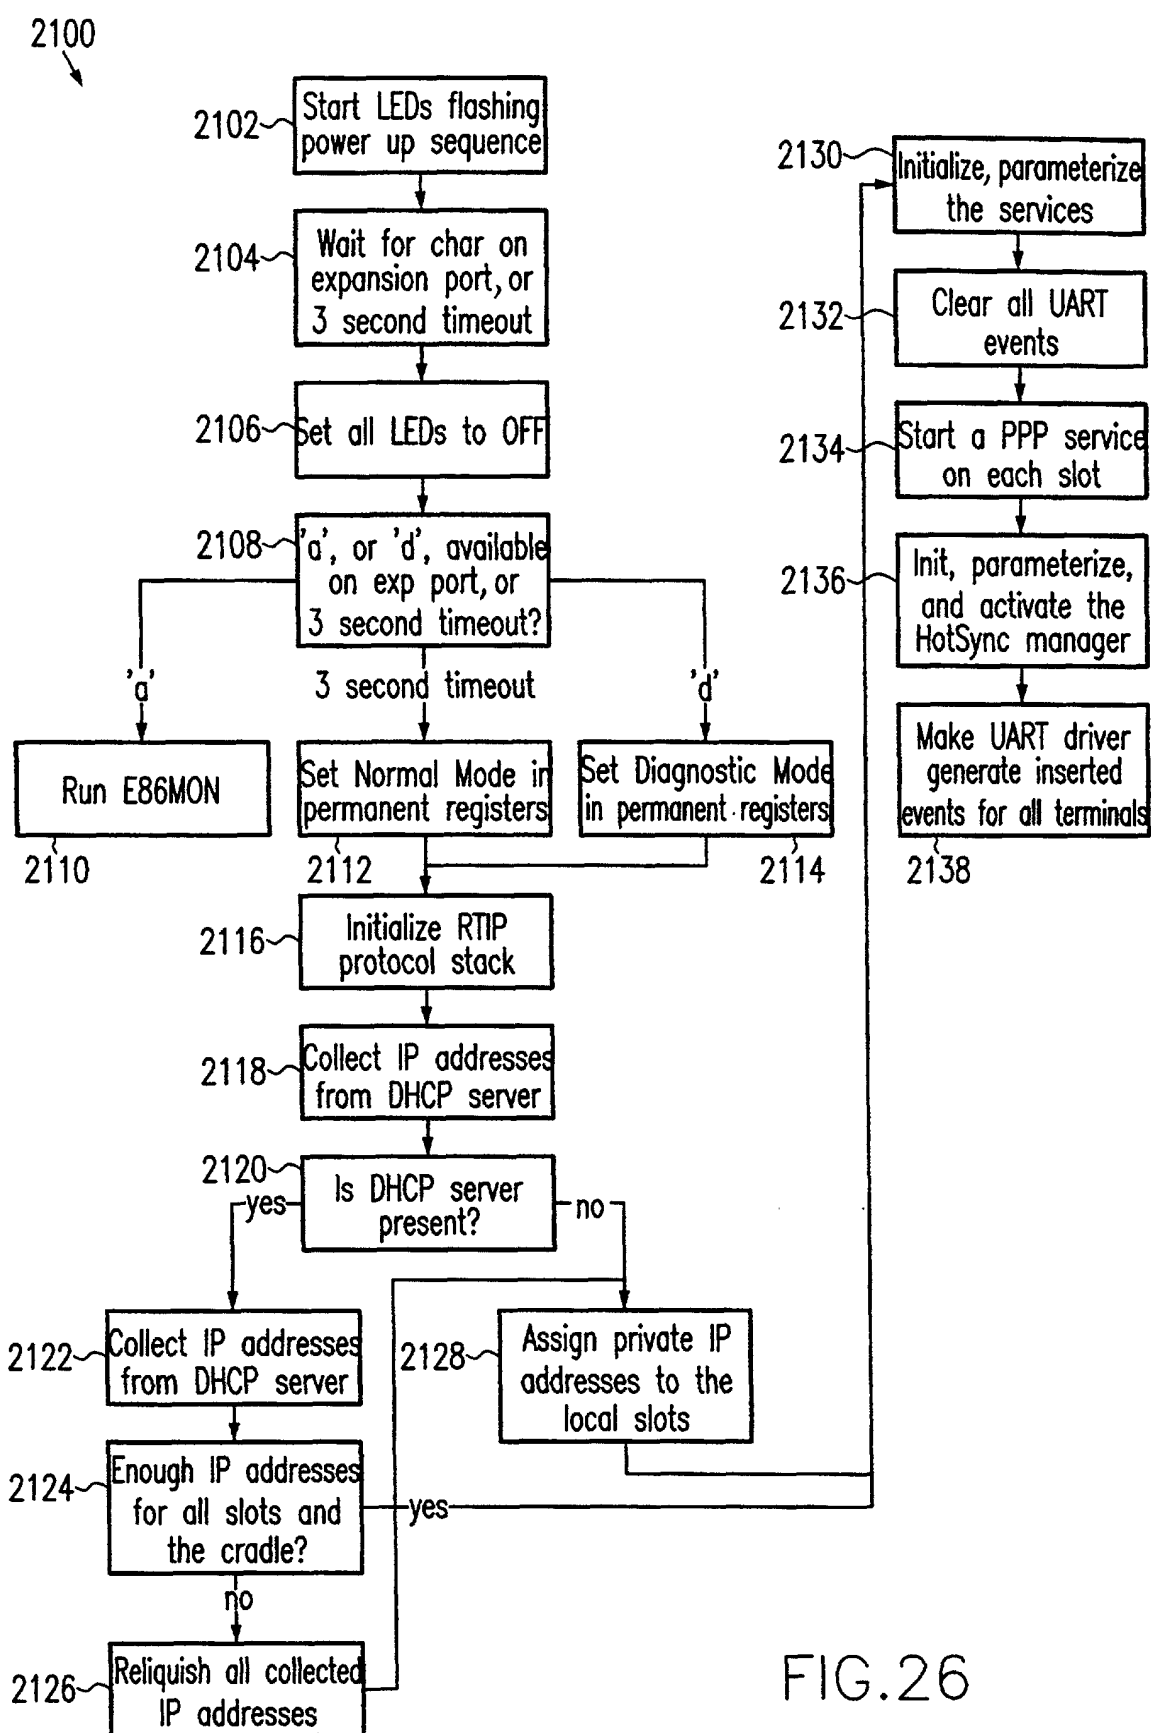 2100
2102
Start LEDs flashing
power up sequence
2104
Wait for char on
expansion port, or
3 second timeout
2106
Set all LEDs to OFF
2108
'a', or 'd', available
on exp port, or
3 second timeout?
'a'
3 second timeout
'd'
Run E86MON
2110
Set Normal Mode in
permanent registers
2112
Set Diagnostic Mode
in permanent registers
2114
2116
Initialize RTIP
protocol stack
2118
Collect IP addresses
from DHCP server
2120
Is DHCP server
present?
yes
no
2122
Collect IP addresses
from DHCP server
2124
Enough IP addresses
for all slots and
the cradle?
yes
no
2126
Reliquish all collected
IP addresses
2128
Assign private IP
addresses to the
local slots
2130
Initialize, parameterize
the services
2132
Clear all UART
events
2134
Start a PPP service
on each slot
2136
Init, parameterize,
and activate the
HotSync manager
Make UART driver
generate inserted
events for all terminals
2138
FIG.26